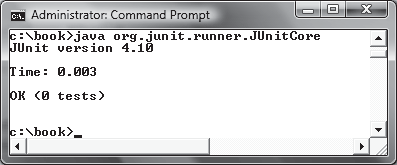 Administrator: Command Prompt
c:\book>java org.junit.runner.JUnitCore
JUnit version 4.10
Time: 0.003
OK (0 tests)
c:\book>